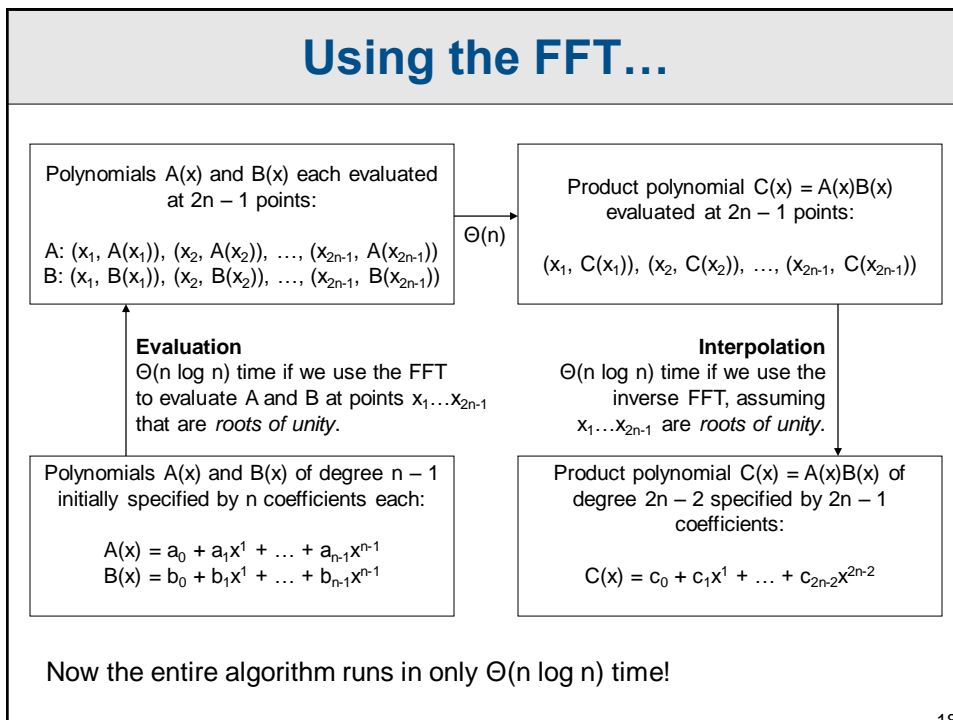 Using the FFT…
Polynomials A(x) and B(x) each evaluated
at 2n – 1 points:
A: (x₁, A(x₁)), (x₂, A(x₂)), …, (x₂ₙ₋₁, A(x₂ₙ₋₁))
B: (x₁, B(x₁)), (x₂, B(x₂)), …, (x₂ₙ₋₁, B(x₂ₙ₋₁))
Θ(n)
Product polynomial C(x) = A(x)B(x)
evaluated at 2n – 1 points:
(x₁, C(x₁)), (x₂, C(x₂)), …, (x₂ₙ₋₁, C(x₂ₙ₋₁))
Evaluation
Θ(n log n) time if we use the FFT
to evaluate A and B at points x₁…x₂ₙ₋₁
that are roots of unity.
Interpolation
Θ(n log n) time if we use the
inverse FFT, assuming
x₁…x₂ₙ₋₁ are roots of unity.
Polynomials A(x) and B(x) of degree n – 1
initially specified by n coefficients each:
A(x) = a₀ + a₁x¹ + … + aₙ₋₁xⁿ⁻¹
B(x) = b₀ + b₁x¹ + … + bₙ₋₁xⁿ⁻¹
Product polynomial C(x) = A(x)B(x) of
degree 2n – 2 specified by 2n – 1
coefficients:
C(x) = c₀ + c₁x¹ + … + c₂ₙ₋₂x²ⁿ⁻²
Now the entire algorithm runs in only Θ(n log n) time!